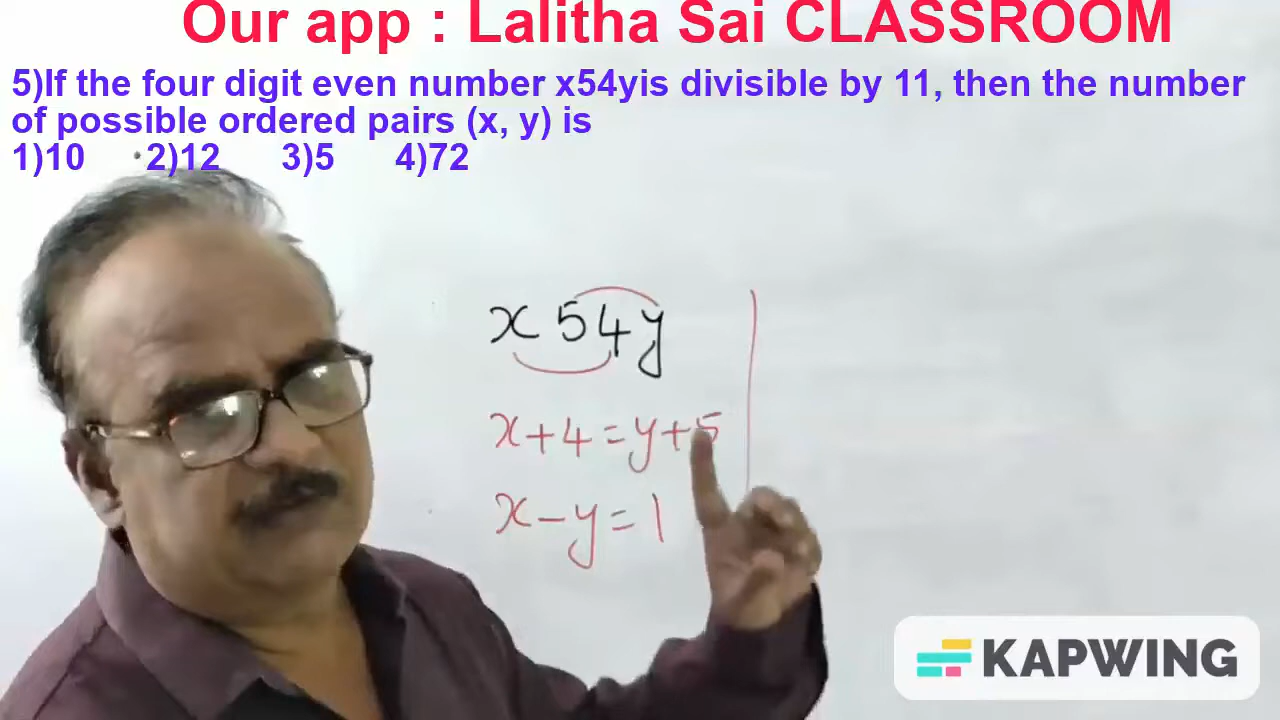 Our app : Lalitha Sai CLASSROOM
5)If the four digit even number x54yis divisible by 11, then the number
of possible ordered pairs (x, y) is
1)10 2)12 3)5 4)72
x54y
x+4=y+5
x-y=1
KAPWING